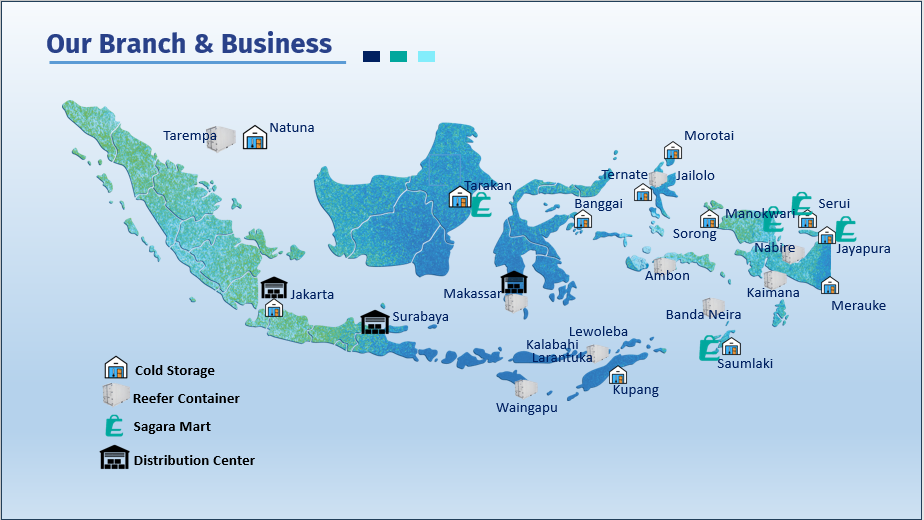 Our Branch & Business
Tarempa
Natuna
Morotai
Tarakan
Ternate
Jailolo
Banggai
Manokwari
Serui
Sorong
Nabire
Jayapura
Ambon
Jakarta
Makassar
Kaimana
Merauke
Surabaya
Banda Neira
Lewoleba
Kalabahi
Larantuka
Saumlaki
Kupang
Waingapu
Cold Storage
Reefer Container
Sagara Mart
Distribution Center